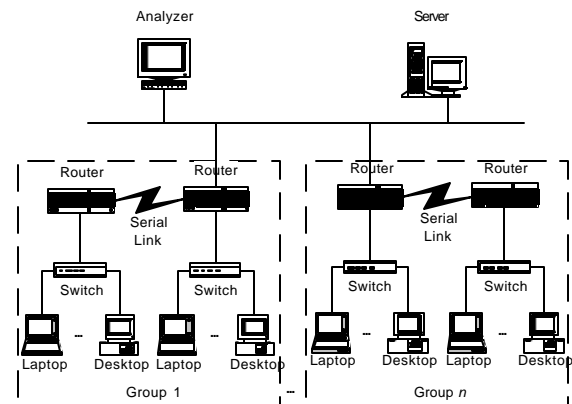 Analyzer Server
Router Router Router Router
Serial Link Serial Link
Switch Switch Switch Switch
... ... ... ...
Laptop Desktop Laptop Desktop Laptop Desktop Laptop Desktop
Group 1 ... Group n